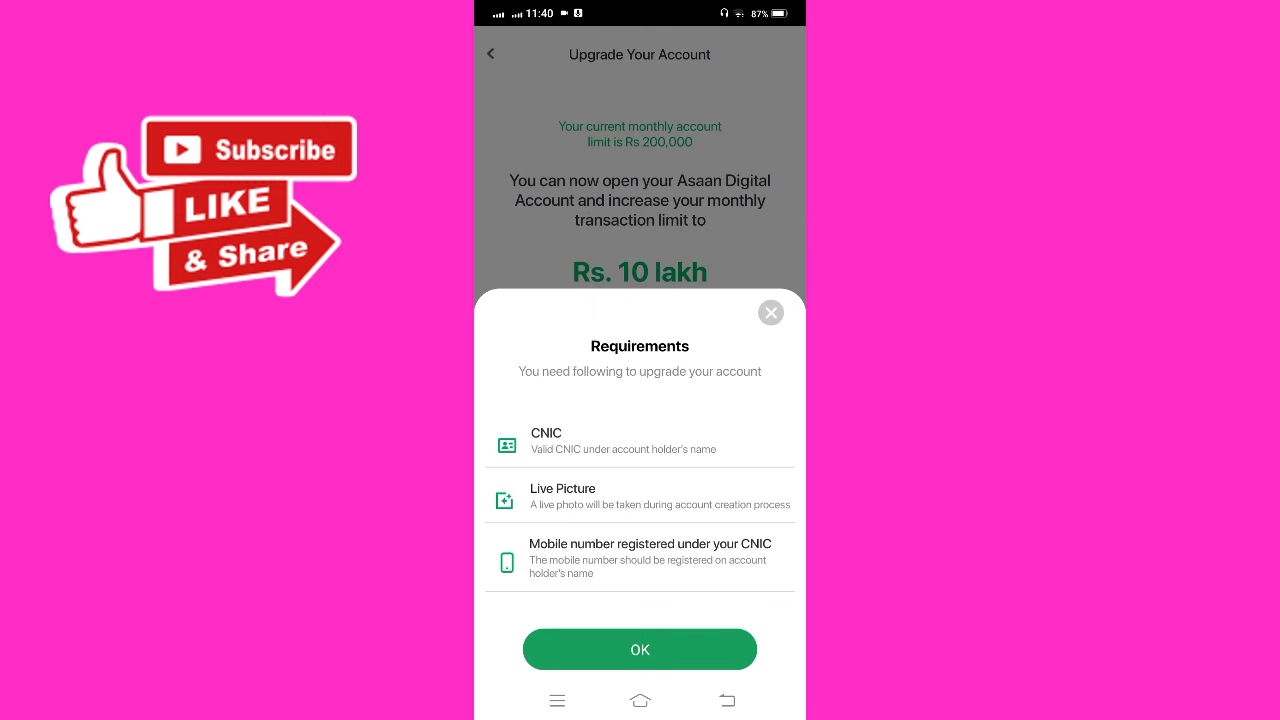 Subscribe
LIKE
& Share
11:40
87%
Upgrade Your Account
Your current monthly account
limit is Rs 200,000
You can now open your Asaan Digital
Account and increase your monthly
transaction limit to
Rs. 10 lakh
Requirements
You need following to upgrade your account
CNIC
Valid CNIC under account holder's name
Live Picture
A live photo will be taken during account creation process
Mobile number registered under your CNIC
The mobile number should be registered on account
holder's name
OK